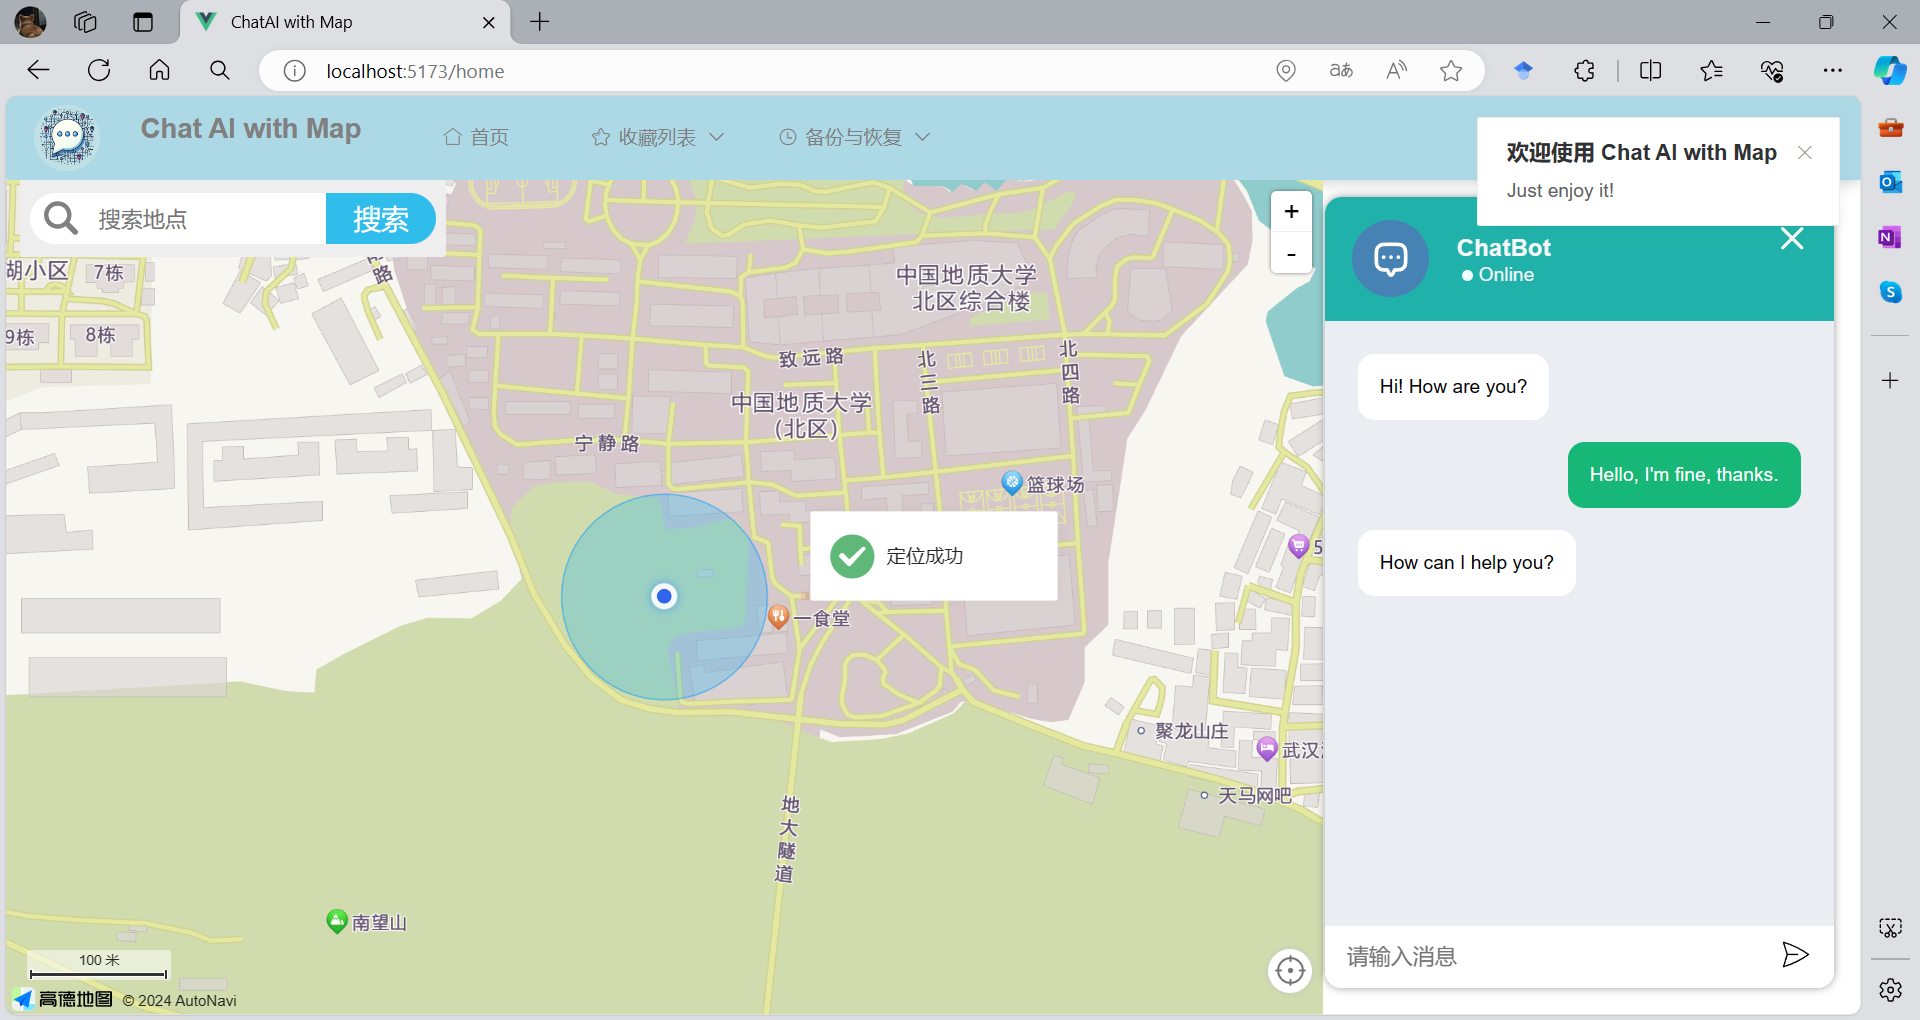 ChatAI with Map
localhost:5173/home
Chat AI with Map
首页
收藏列表
备份与恢复
欢迎使用 Chat AI with Map
Just enjoy it!
搜索地点
搜索
+
-
ChatBot
Online
湖小区
7栋
路
9栋
8栋
中国地质大学
北区综合楼
致远路
北三路
北四路
中国地质大学
(北区)
宁静路
篮球场
定位成功
5
一食堂
聚龙山庄
武汉
天马网吧
地大隧道
南望山
100 米
高德地图 © 2024 AutoNavi
Hi! How are you?
Hello, I'm fine, thanks.
How can I help you?
请输入消息